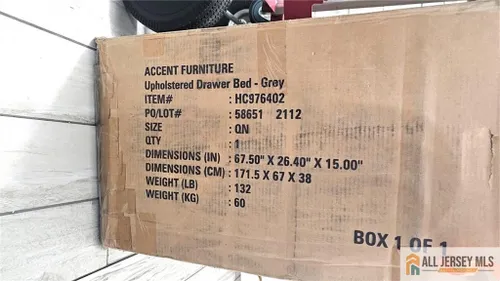 ACCENT FURNITURE
Upholstered Drawer Bed - Gray
ITEM# : HC976402
PO/LOT# : 58651 2112
SIZE : QN
QTY : 1
DIMENSIONS (IN) : 67.50" X 26.40" X 15.00"
DIMENSIONS (CM) : 171.5 X 67 X 38
WEIGHT (LB) : 132
WEIGHT (KG) : 60
BOX 1 OF 1
ALL JERSEY MLS